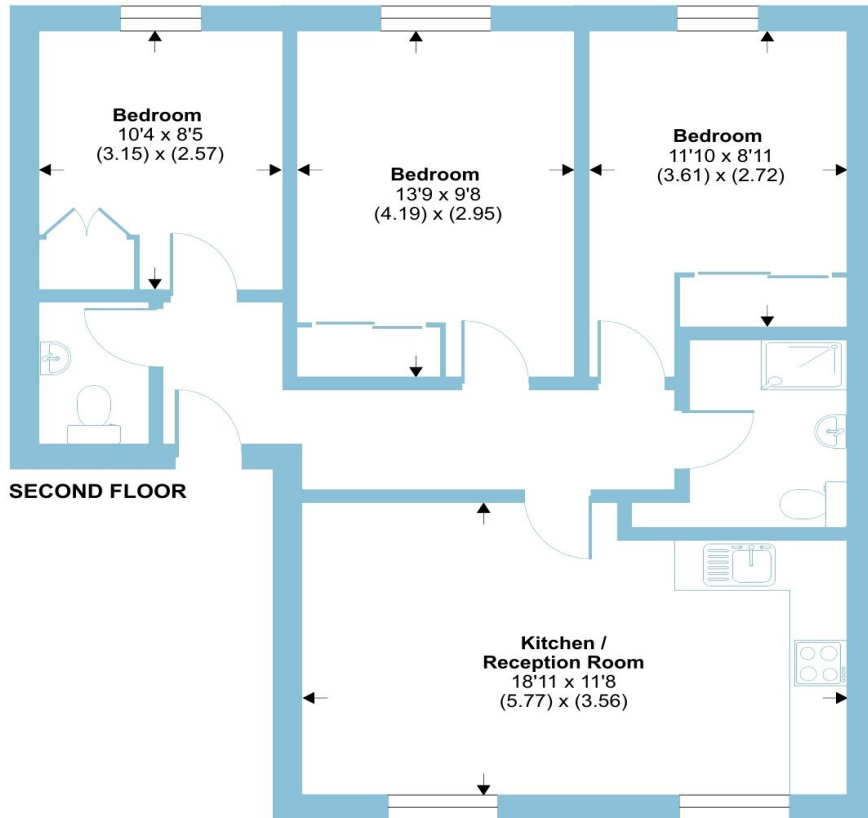 Bedroom
10'4 x 8'5
(3.15) x (2.57)
Bedroom
13'9 x 9'8
(4.19) x (2.95)
Bedroom
11'10 x 8'11
(3.61) x (2.72)
SECOND FLOOR
Kitchen /
Reception Room
18'11 x 11'8
(5.77) x (3.56)